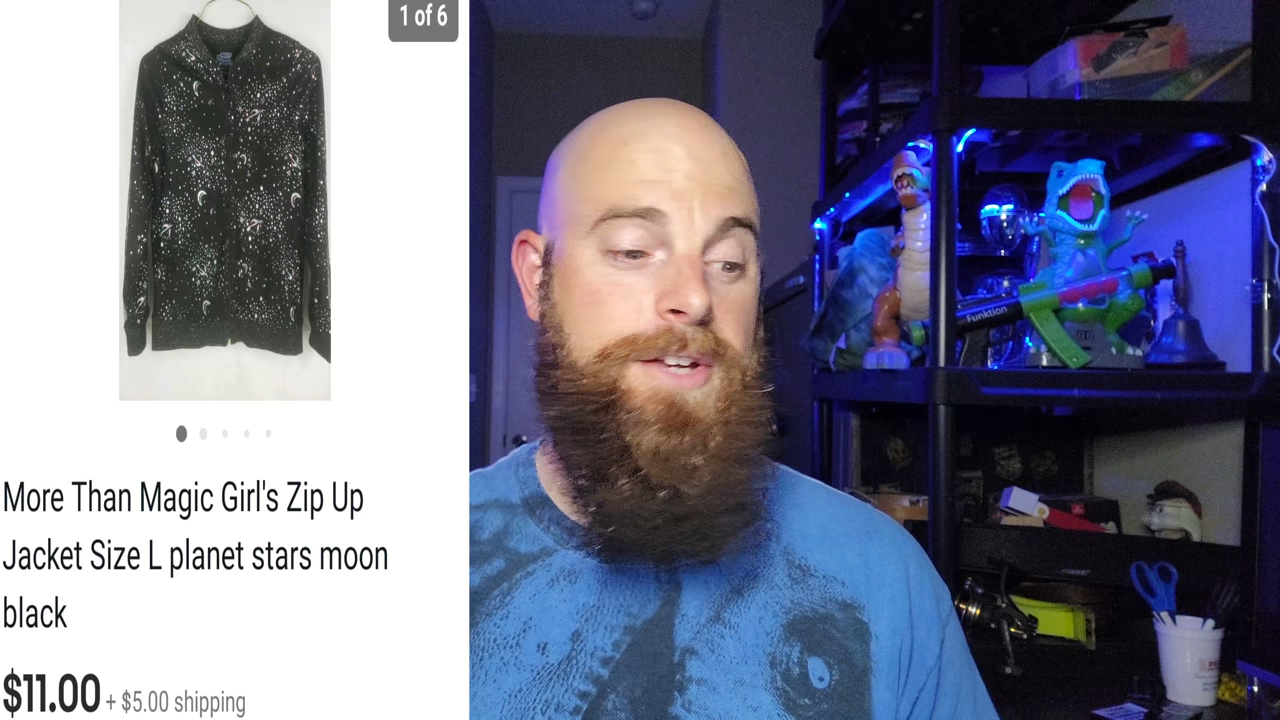 1 of 6
More Than Magic Girl's Zip Up
Jacket Size L planet stars moon
black
$11.00 + $5.00 shipping
Funktion